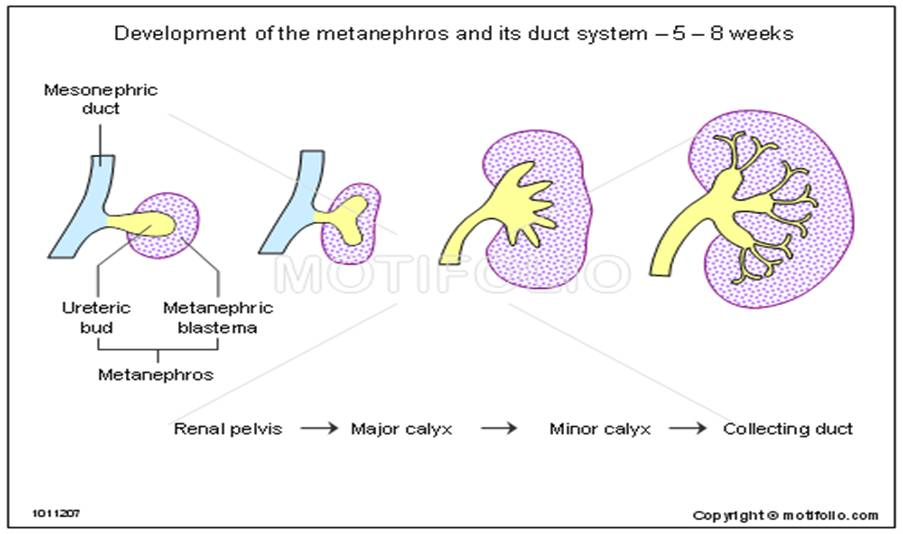 Development of the metanephros and its duct system – 5 – 8 weeks
Mesonephric
duct
MOTIFOLIO
Ureteric
bud
Metanephric
blastema
Metanephros
Renal pelvis → Major calyx → Minor calyx → Collecting duct
1011207
Copyright © motifolio.com